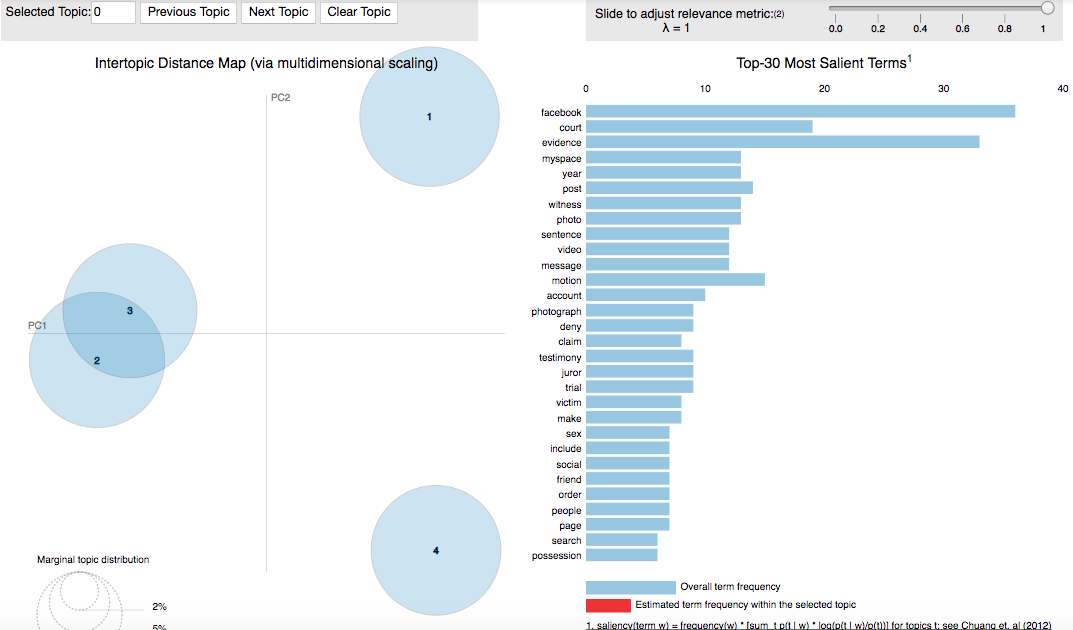 Selected Topic: 0 Previous Topic Next Topic Clear Topic
Slide to adjust relevance metric:(2)
λ = 1
0.0 0.2 0.4 0.6 0.8 1
Intertopic Distance Map (via multidimensional scaling)
PC2
PC1
1
3
2
4
Marginal topic distribution
2%
5%
Top-30 Most Salient Terms1
0 10 20 30 40
facebook
court
evidence
myspace
year
post
witness
photo
sentence
video
message
motion
account
photograph
deny
claim
testimony
juror
trial
victim
make
sex
include
social
friend
order
people
page
search
possession
Overall term frequency
Estimated term frequency within the selected topic
1. saliency(term w) = frequency(w) * [sum_t p(t | w) * log(p(t | w)/p(t))] for topics t; see Chuang et. al (2012)